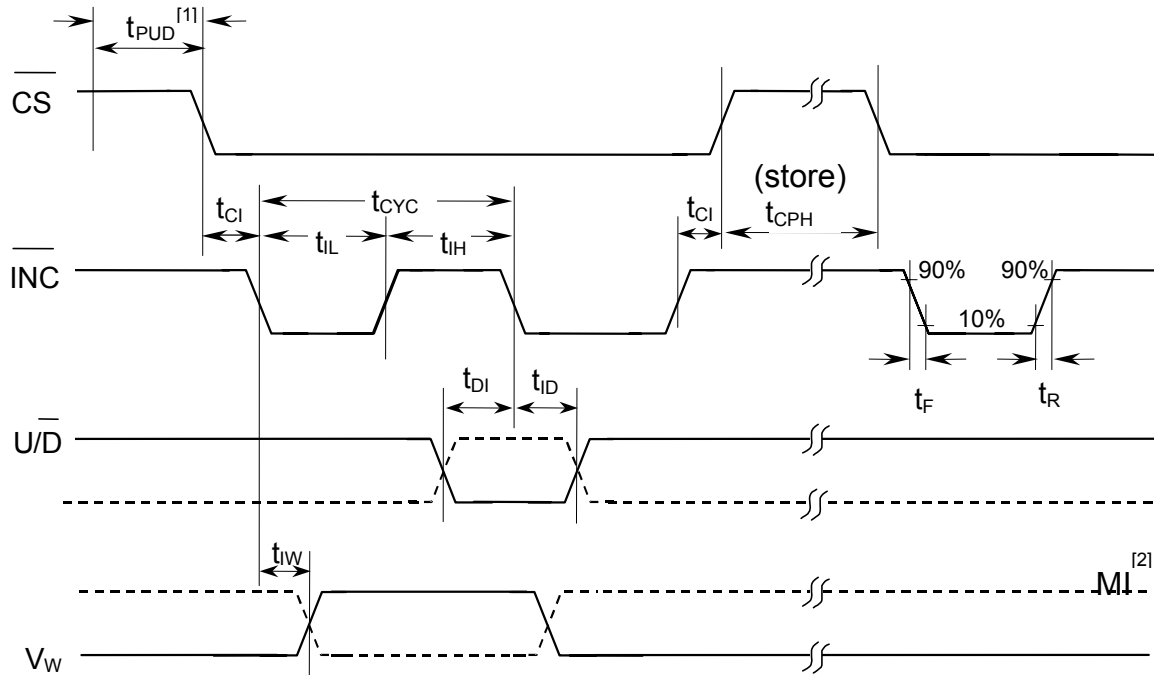 tPUD[1]
CS
(store)
tCI tCYC tCI tCPH
tIL tIH
INC
90% 90%
10%
tDI tID tF tR
U/D
tIW
MI[2]
VW